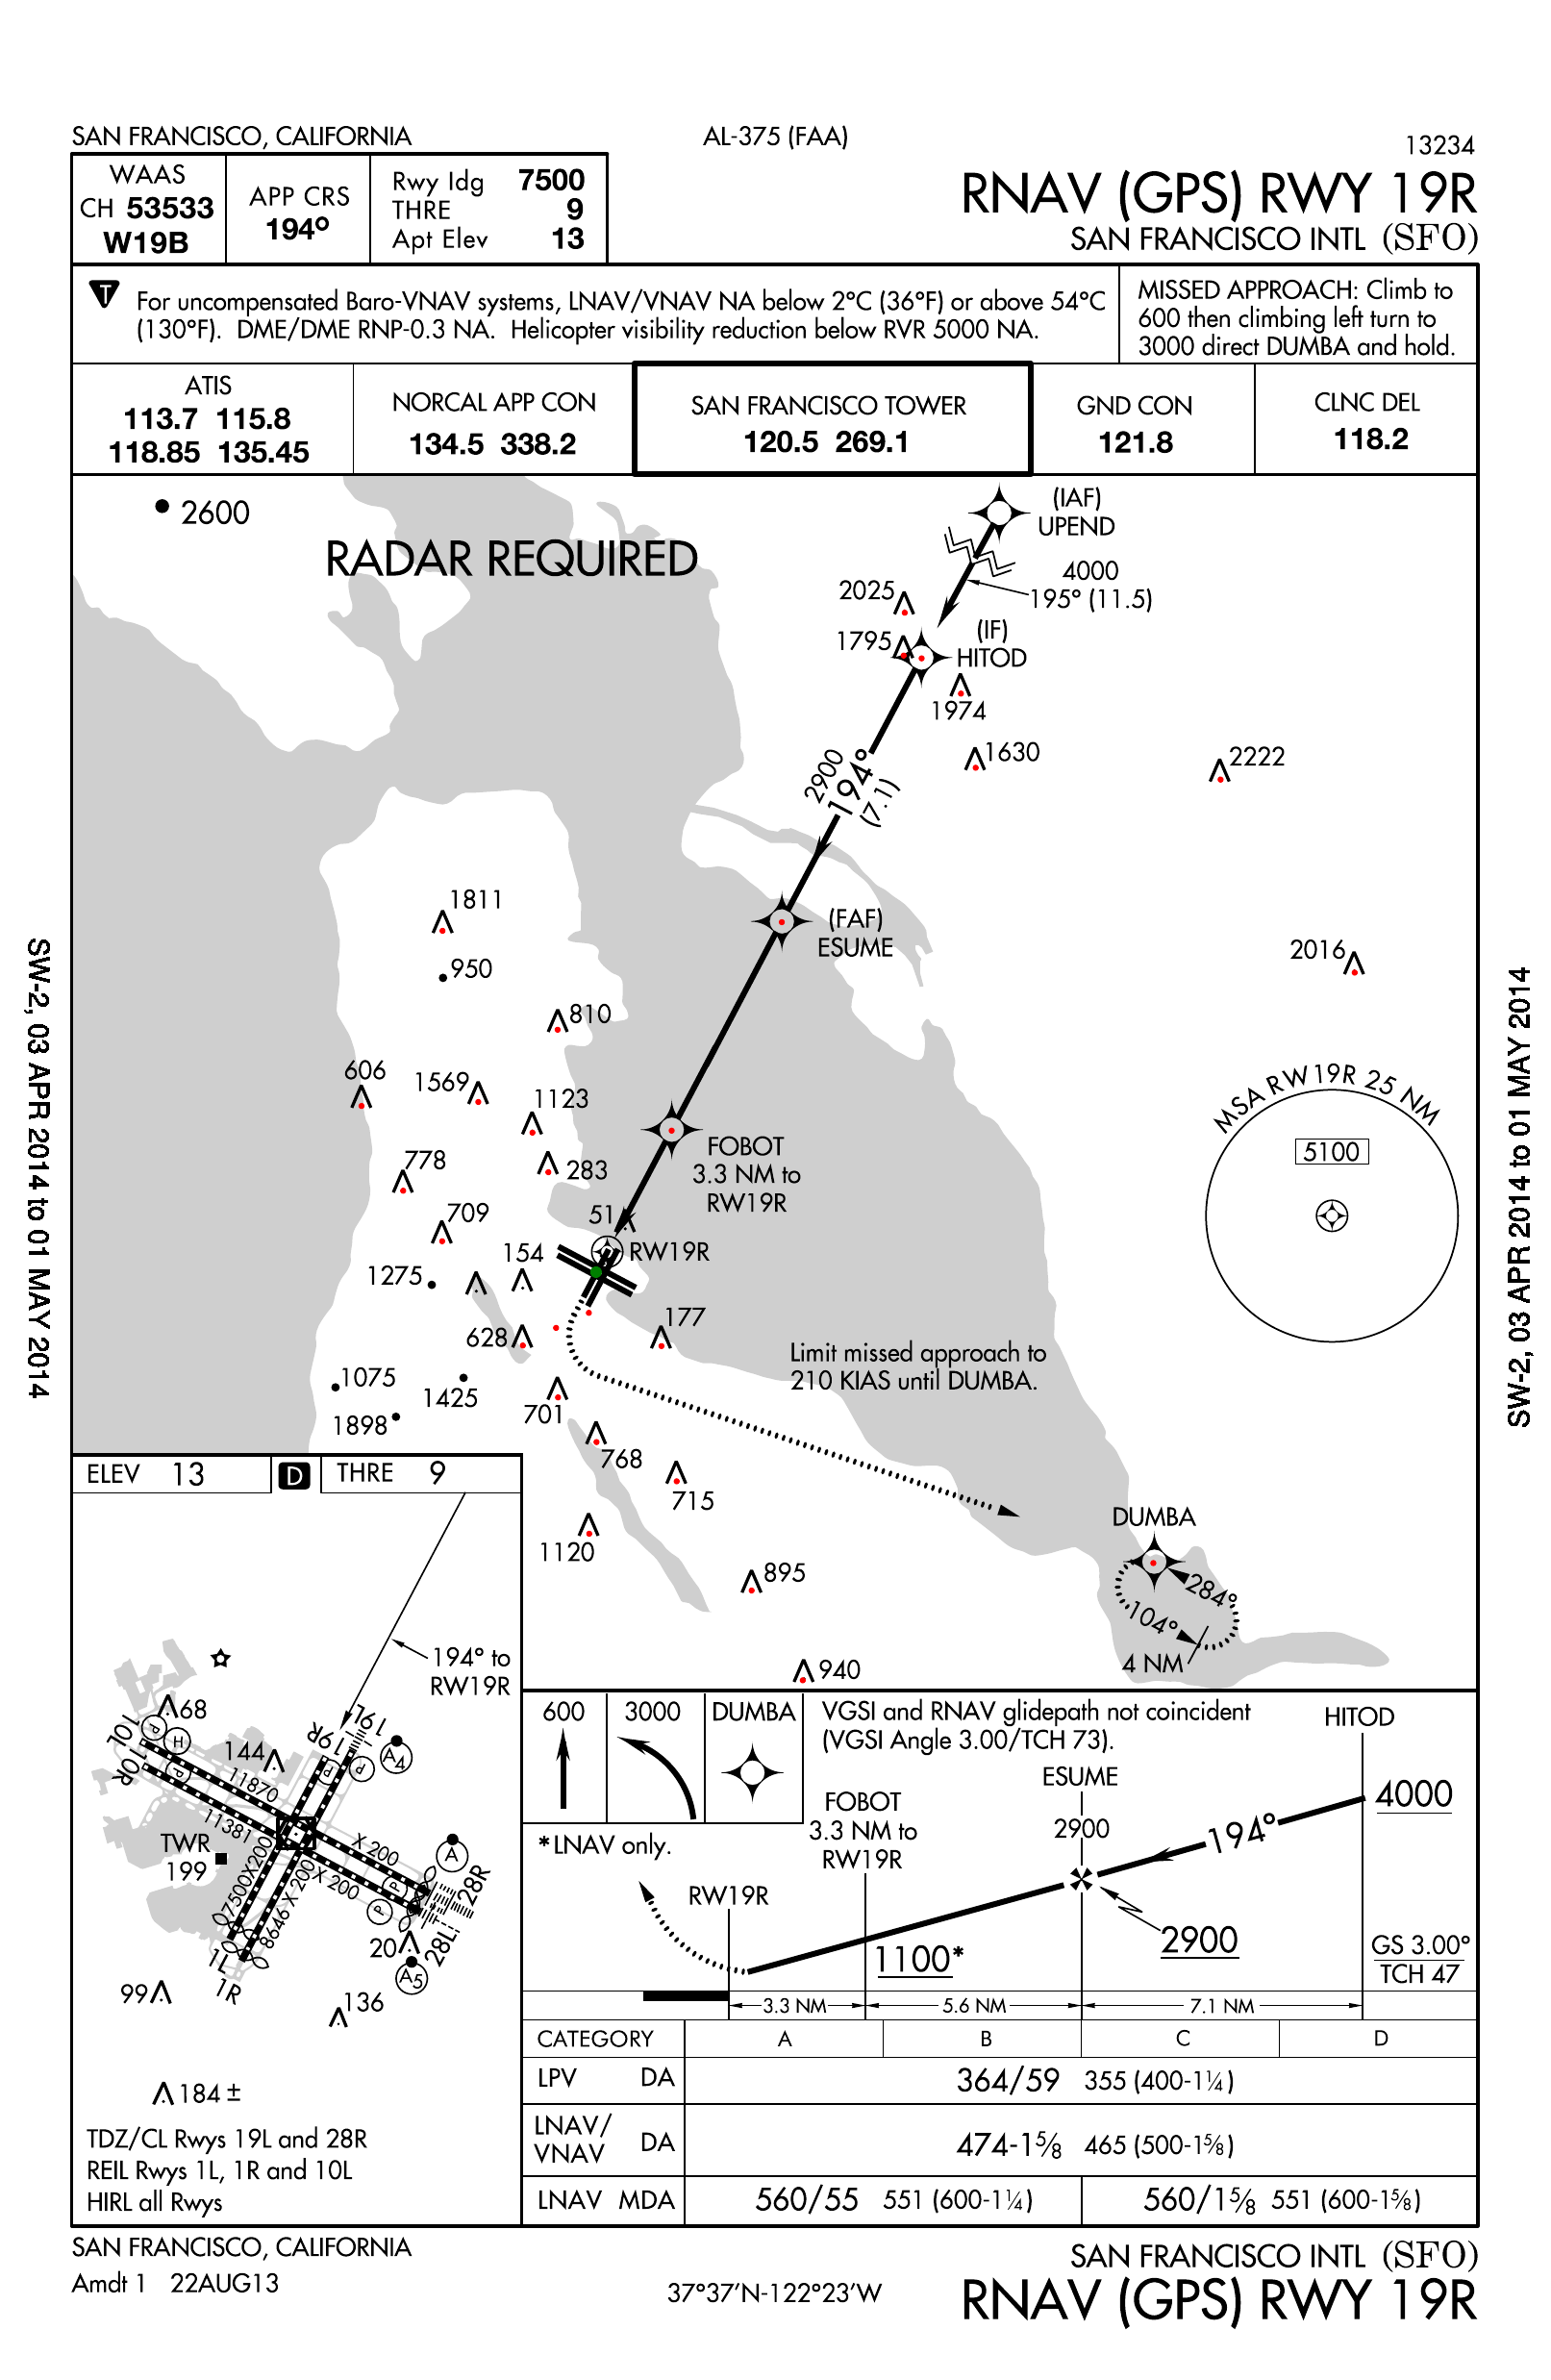 SAN FRANCISCO, CALIFORNIA
AL-375 (FAA)
13234
WAAS
CH 53533
W19B
APP CRS
194°
Rwy Idg 7500
THRE 9
Apt Elev 13
RNAV (GPS) RWY 19R
SAN FRANCISCO INTL (SFO)
T
For uncompensated Baro-VNAV systems, LNAV/VNAV NA below 2°C (36°F) or above 54°C
(130°F). DME/DME RNP-0.3 NA. Helicopter visibility reduction below RVR 5000 NA.
MISSED APPROACH: Climb to
600 then climbing left turn to
3000 direct DUMBA and hold.
ATIS
113.7 115.8
118.85 135.45
NORCAL APP CON
134.5 338.2
SAN FRANCISCO TOWER
120.5 269.1
GND CON
121.8
CLNC DEL
118.2
2600
RADAR REQUIRED
(IAF)
UPEND
4000
195° (11.5)
2025
1795
(IF)
HITOD
1974
1630
2222
2900
194°
(7.1)
1811
950
(FAF)
ESUME
2016
810
606
1569
1123
778
283
FOBOT
3.3 NM to
RW19R
MSA RW19R 25 NM
5100
709
51
154
RW19R
1275
177
628
Limit missed approach to
210 KIAS until DUMBA.
1075
1425
701
1898
768
715
1120
895
940
DUMBA
284°
104°
4 NM
SW-2, 03 APR 2014 to 01 MAY 2014
SW-2, 03 APR 2014 to 01 MAY 2014
ELEV 13
D
THRE 9
194° to
RW19R
68
10L
10R
P
H
P
144
19R
19L
P
P
A4
11870
11381
X 200
X 200
TWR
199
7500X200
8646 X 200
A
P
P
28R
28L
20
A5
1L
1R
99
136
184 ±
TDZ/CL Rwys 19L and 28R
REIL Rwys 1L, 1R and 10L
HIRL all Rwys
600
3000
DUMBA
VGSI and RNAV glidepath not coincident
(VGSI Angle 3.00/TCH 73).
HITOD
ESUME
4000
FOBOT
3.3 NM to
RW19R
2900
194°
*LNAV only.
RW19R
1100*
2900
GS 3.00°
TCH 47
3.3 NM
5.6 NM
7.1 NM
CATEGORY A B C D
LPV DA 364/59 355 (400-1¼)
LNAV/
VNAV DA 474-1⅝ 465 (500-1⅝)
LNAV MDA 560/55 551 (600-1¼) 560/1⅝ 551 (600-1⅝)
SAN FRANCISCO, CALIFORNIA
Amdt 1 22AUG13
37°37'N-122°23'W
SAN FRANCISCO INTL (SFO)
RNAV (GPS) RWY 19R